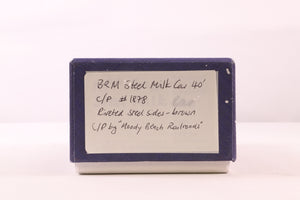 BRM Steel Milk Car 40'
C/P #1878
Riveted steel sides - brown
C/P by "Moody Beach Railroads"